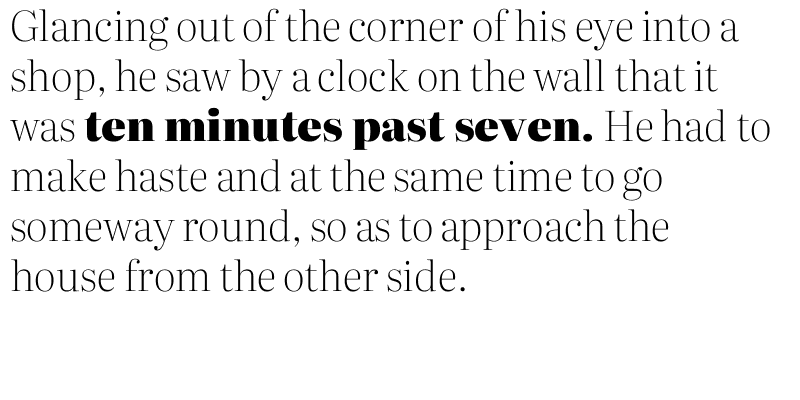 Glancing out of the corner of his eye into a
shop, he saw by a clock on the wall that it
was ten minutes past seven. He had to
make haste and at the same time to go
someway round, so as to approach the
house from the other side.